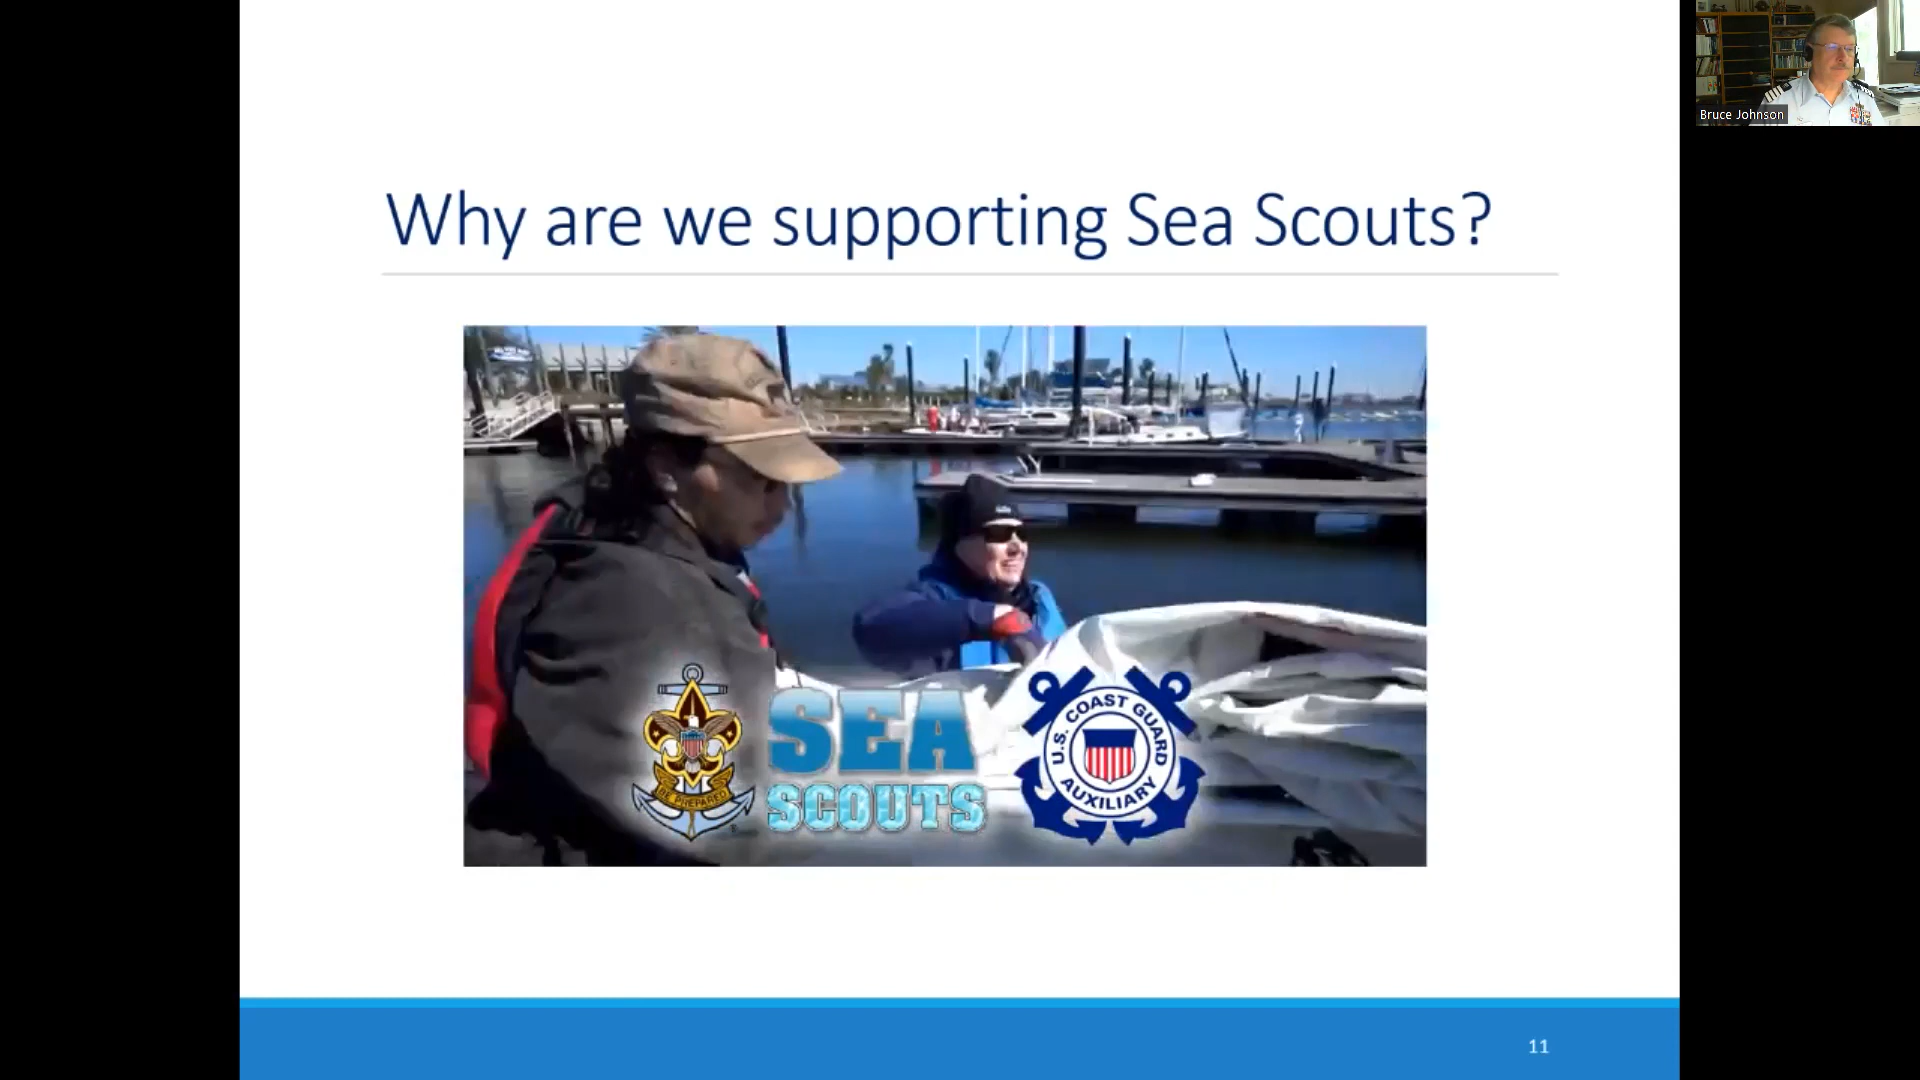 Bruce Johnson
Why are we supporting Sea Scouts?
BE PREPARED
SEA
SCOUTS
U.S. COAST GUARD
AUXILIARY
11